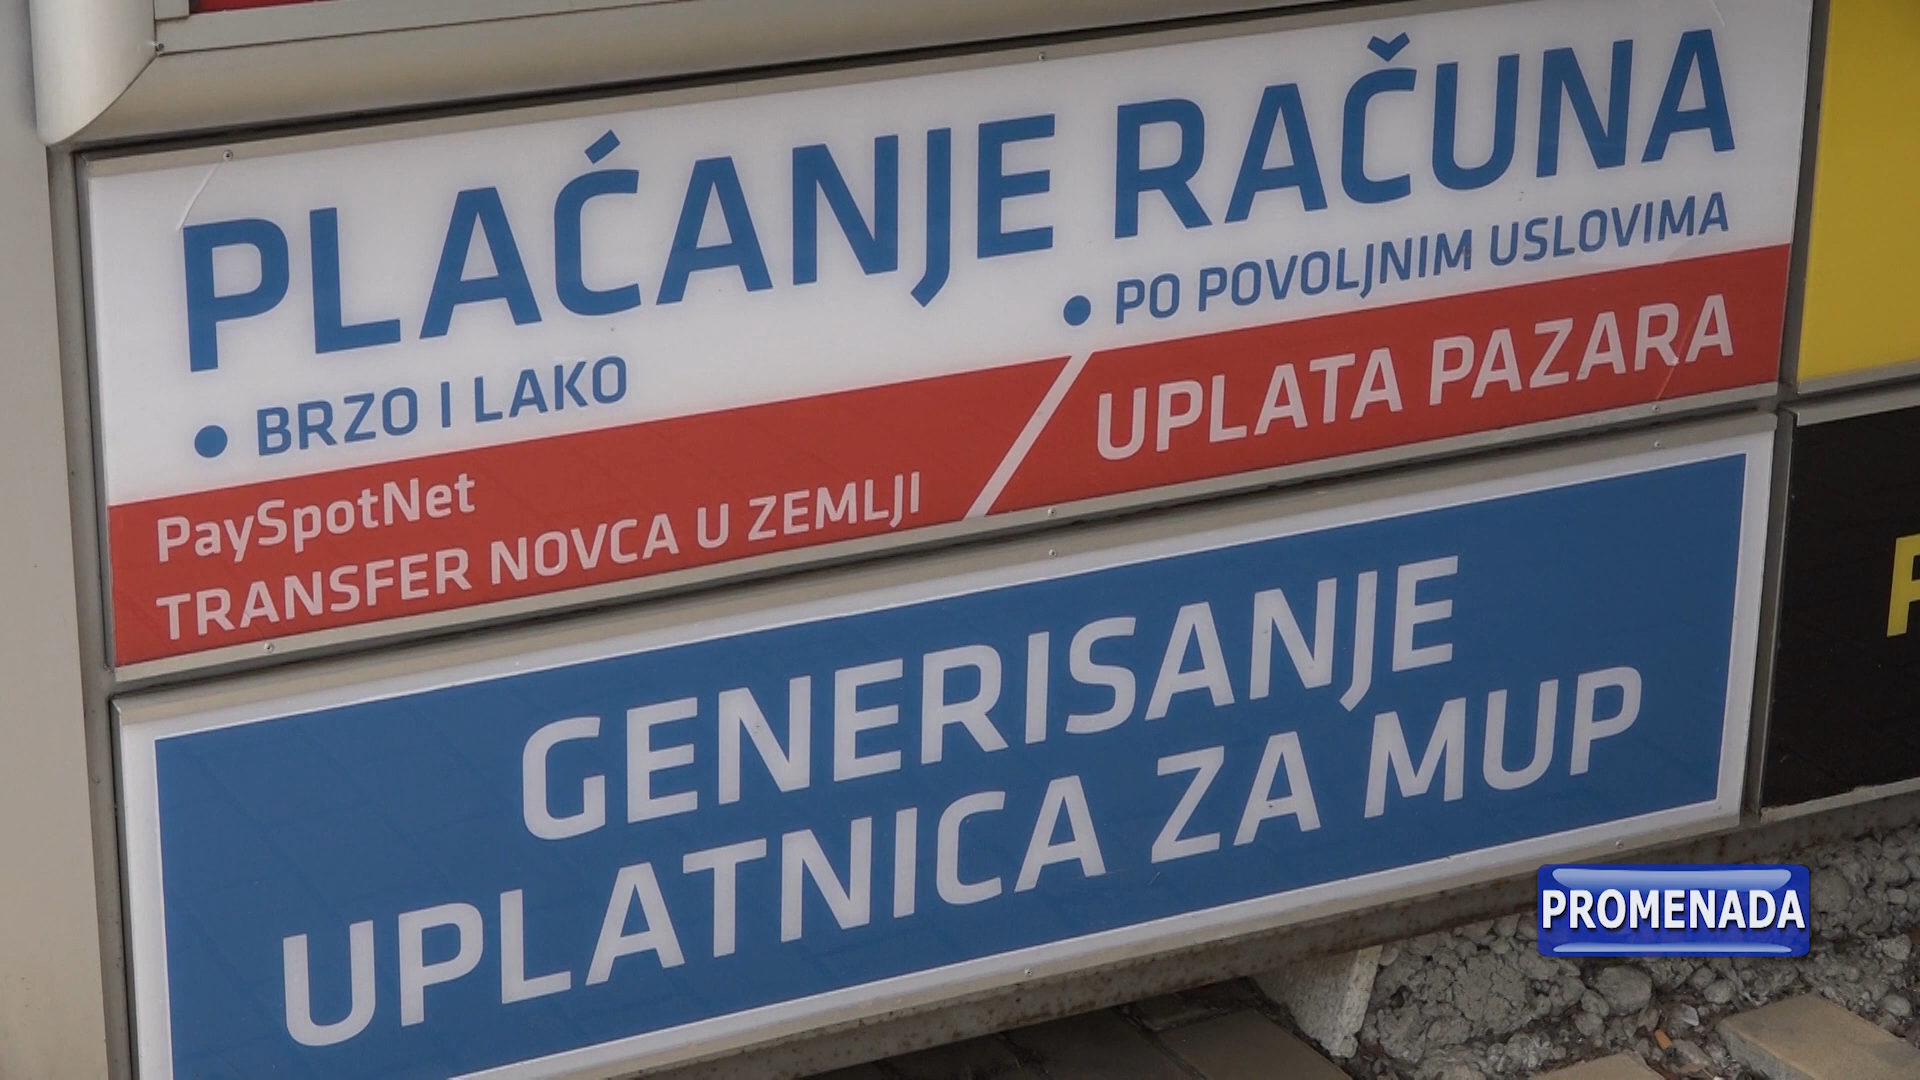 PLAĆANJE RAČUNA
• BRZO I LAKO
• PO POVOLJNIM USLOVIMA
PaySpotNet
TRANSFER NOVCA U ZEMLJI
UPLATA PAZARA
GENERISANJE
UPLATNICA ZA MUP
PROMENADA